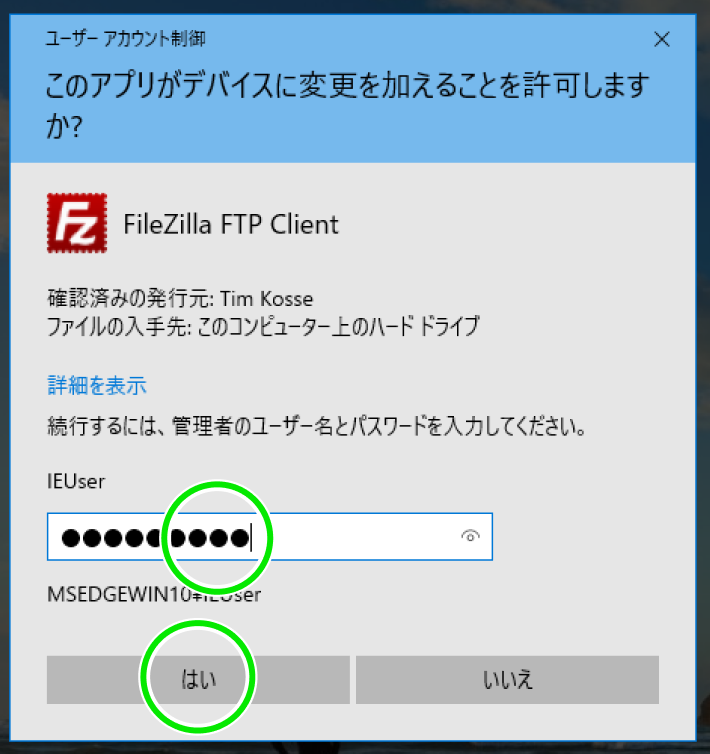 ユーザー アカウント制御
このアプリがデバイスに変更を加えることを許可します
か?
FileZilla FTP Client
確認済みの発行元: Tim Kosse
ファイルの入手先: このコンピューター上のハード ドライブ
詳細を表示
続行するには、管理者のユーザー名とパスワードを入力してください。
IEUser
●●●●●●●●●
MSEDGEWIN10¥IEUser
はい
いいえ